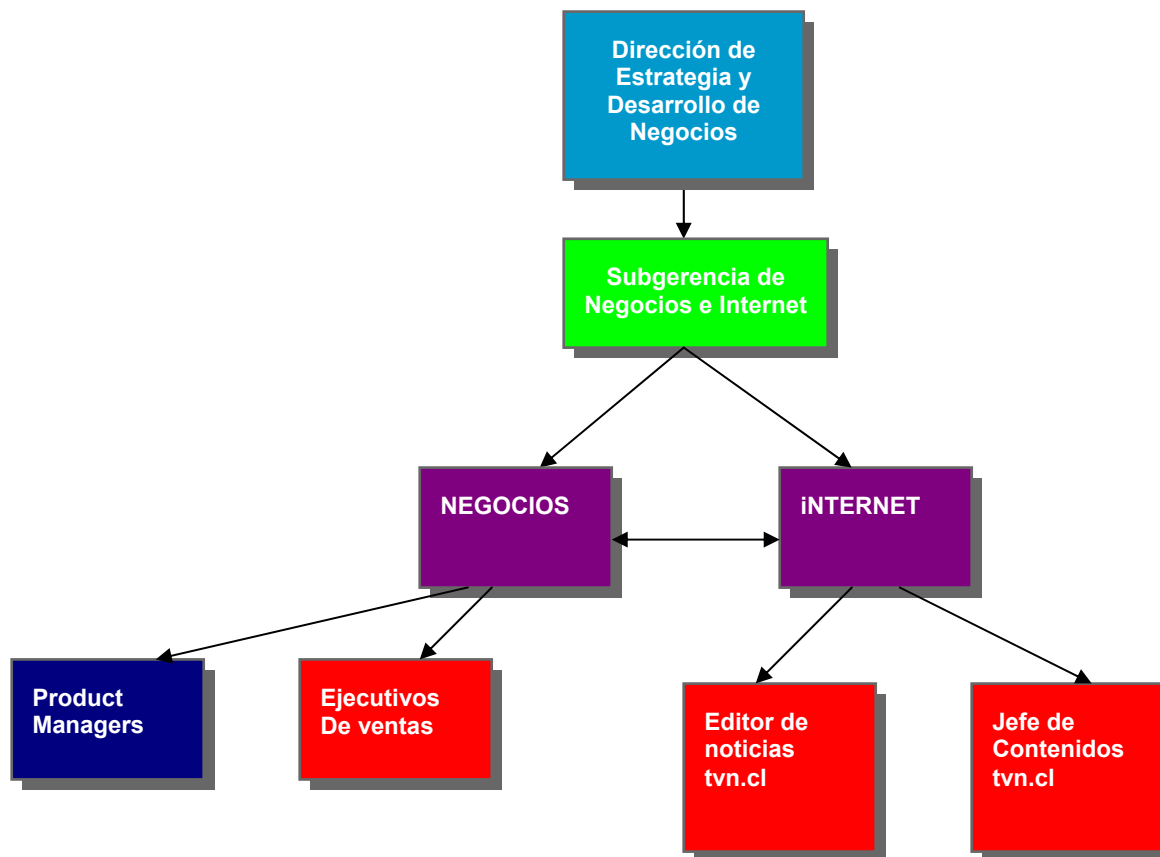 Dirección de
Estrategia y
Desarrollo de
Negocios
Subgerencia de
Negocios e Internet
NEGOCIOS
iNTERNET
Product
Managers
Ejecutivos
De ventas
Editor de
noticias
tvn.cl
Jefe de
Contenidos
tvn.cl